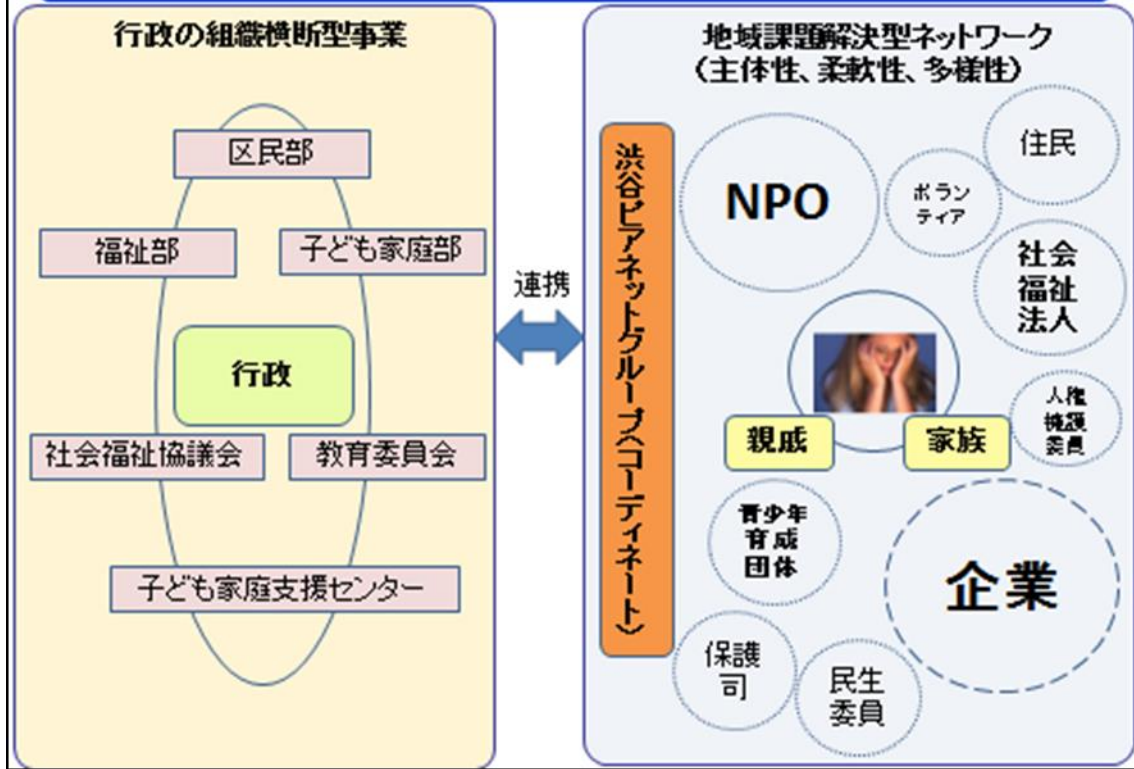 行政の組織横断型事業
区民部
福祉部
子ども家庭部
行政
社会福祉協議会
教育委員会
子ども家庭支援センター
連携
地域課題解決型ネットワーク
(主体性、柔軟性、多様性)
渋谷ピアネットグループ(コーディネート)
NPO
ボラン
ティア
住民
社会
福祉
法人
親戚
家族
人権
擁護
委員
青少年
育成
団体
企業
保護
司
民生
委員